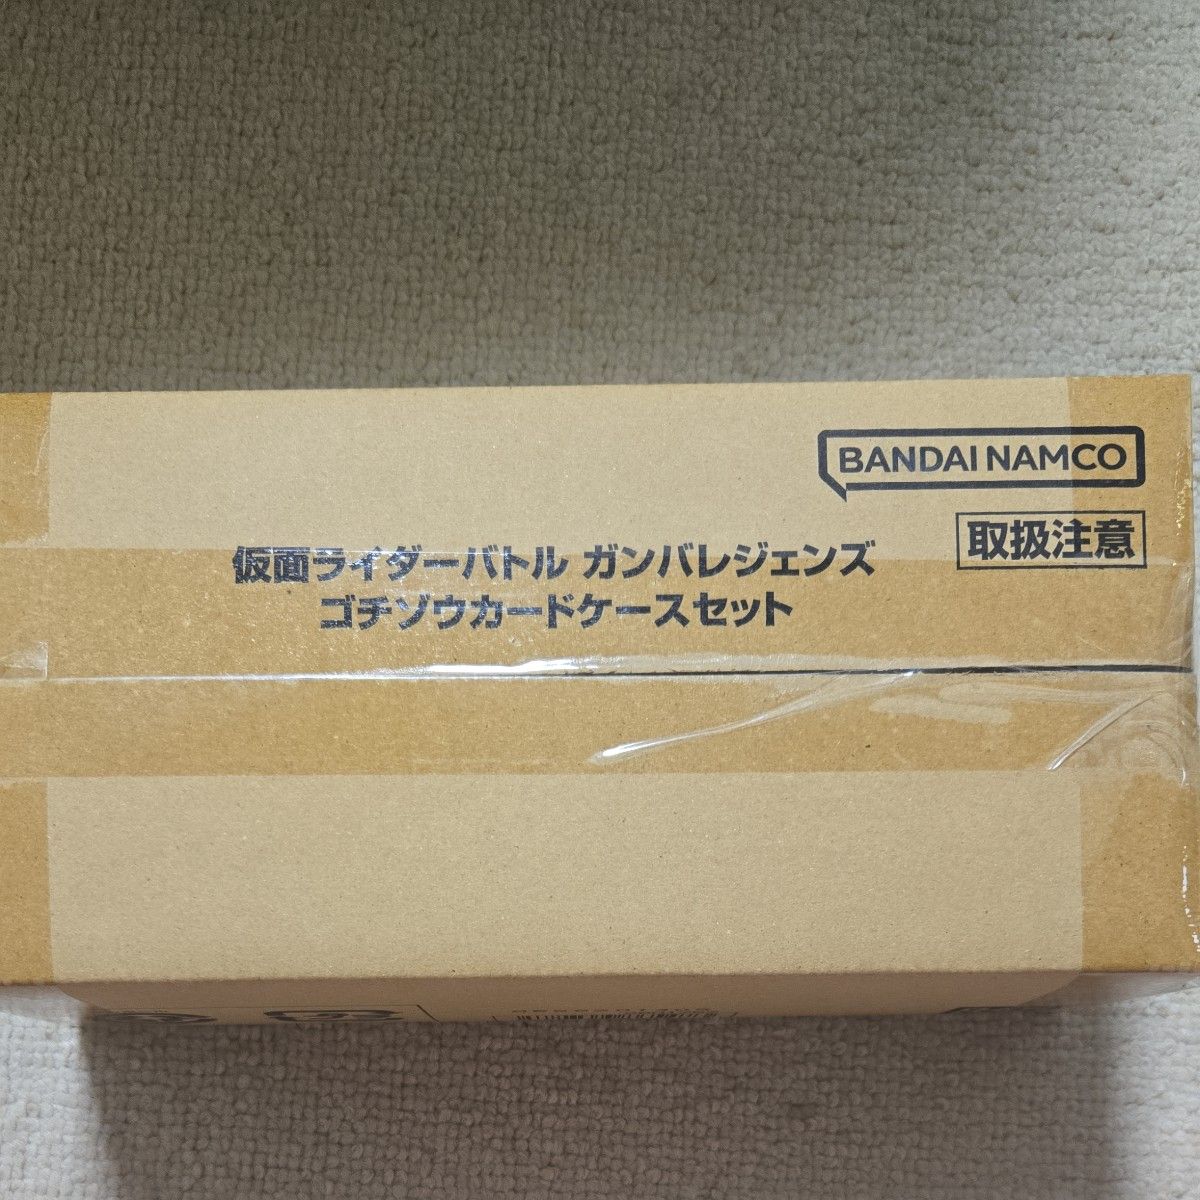 BANDAI NAMCO
取扱注意
仮面ライダーバトル ガンバレジェンズ
ゴチゾウカードケースセット